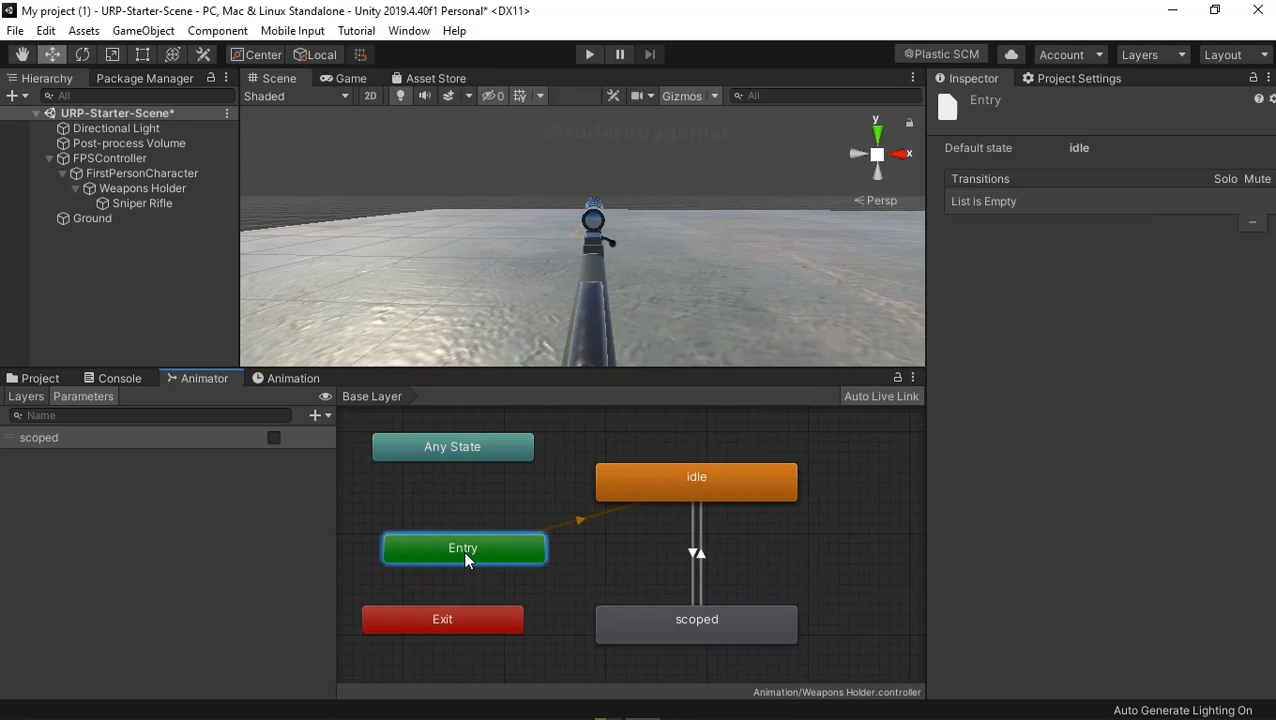 My project (1) - URP-Starter-Scene - PC, Mac & Linux Standalone - Unity 2019.4.40f1 Personal* <DX11>
File Edit Assets GameObject Component Mobile Input Tutorial Window Help
Center Local Plastic SCM Account Layers Layout
Hierarchy Package Manager Scene Game Asset Store Inspector Project Settings
All Shaded 2D 0 Gizmos All
URP-Starter-Scene*
Directional Light
Post-process Volume
FPSController
FirstPersonCharacter
Weapons Holder
Sniper Rifle
Ground
@ruderudygamer
y
x
Persp
Entry
Default state idle
Transitions Solo Mute
List is Empty
Project Console Animator Animation
Layers Parameters Base Layer Auto Live Link
Name
scoped
Any State
idle
Entry
Exit
scoped
Animation/Weapons Holder.controller
Auto Generate Lighting On